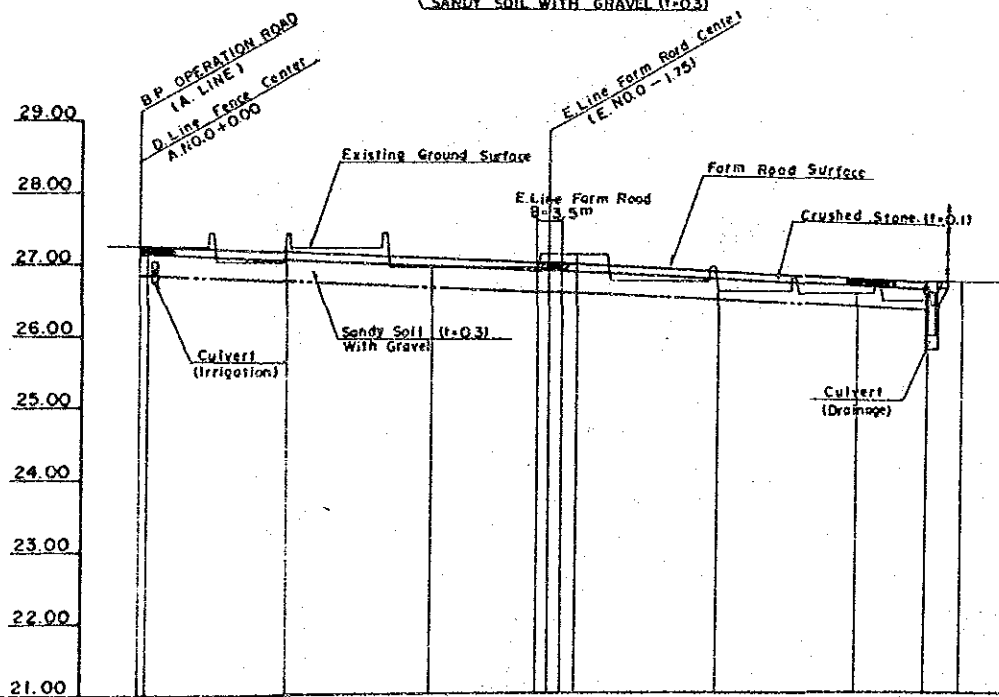 SANDY SOIL WITH GRAVEL (t=0.3)
B.P. OPERATION ROAD
(A. LINE)
D.Line Fence Center
A.NO.0+0.00
E.Line Farm Road Center
(E.NO.0 - 1.75)
29.00
Existing Ground Surface
Farm Road Surface
28.00
E.Line Farm Road
B=3.5m
Crushed Stone (t=0.1)
27.00
26.00
Sandy Soil (t=0.3)
With Gravel
Culvert
(Irrigation)
Culvert
(Drainage)
25.00
24.00
23.00
22.00
21.00